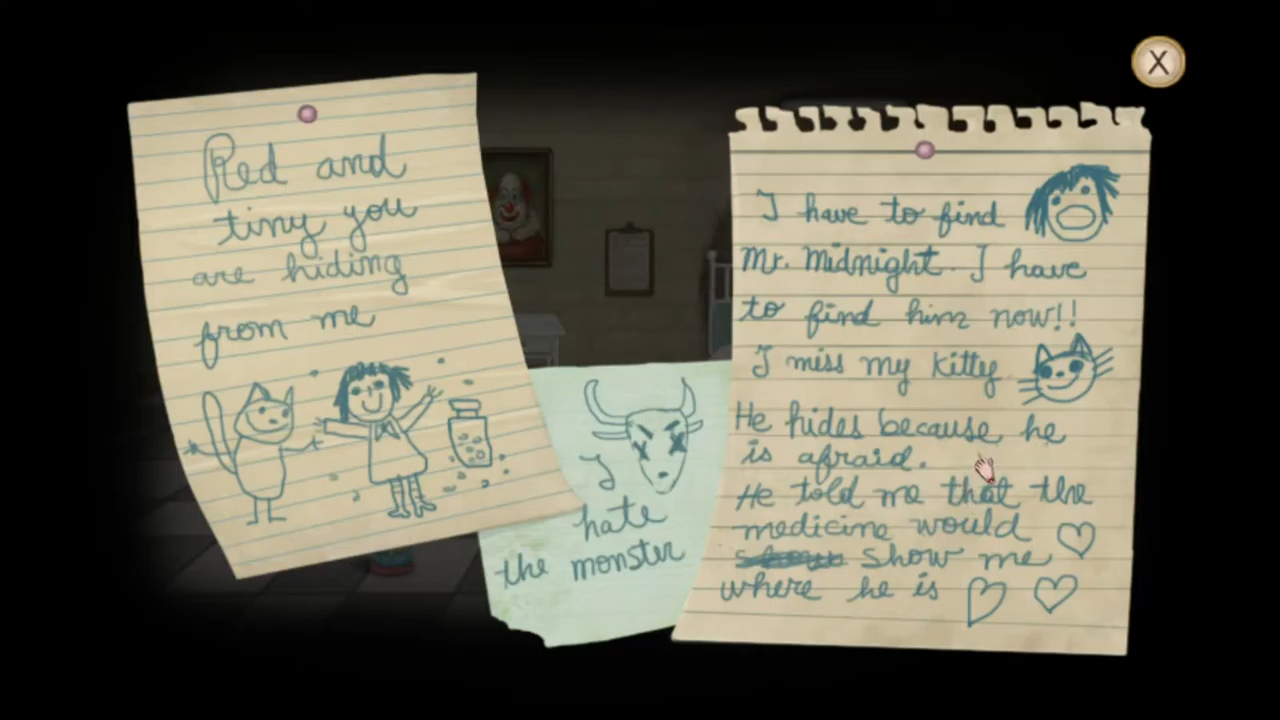 Red and
tiny you
are hiding
from me
I
hate
the monster
I have to find
Mr. Midnight. I have
to find him now!!
I miss my Kitty
He hides because he
is afraid.
He told me that the
medicine would
show me
where he is
X